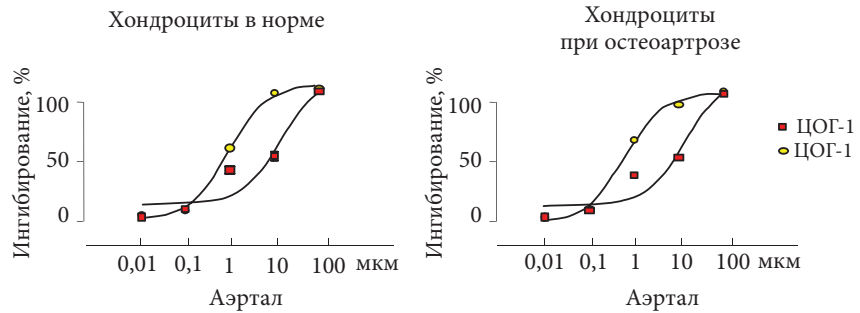 Хондроциты в норме
Ингибирование, %
100
50
0
0,01 0,1 1 10 100 мкм
Аэртал
Хондроциты
при остеоартрозе
Ингибирование, %
100
50
0
0,01 0,1 1 10 100 мкм
Аэртал
ЦОГ-1
ЦОГ-1